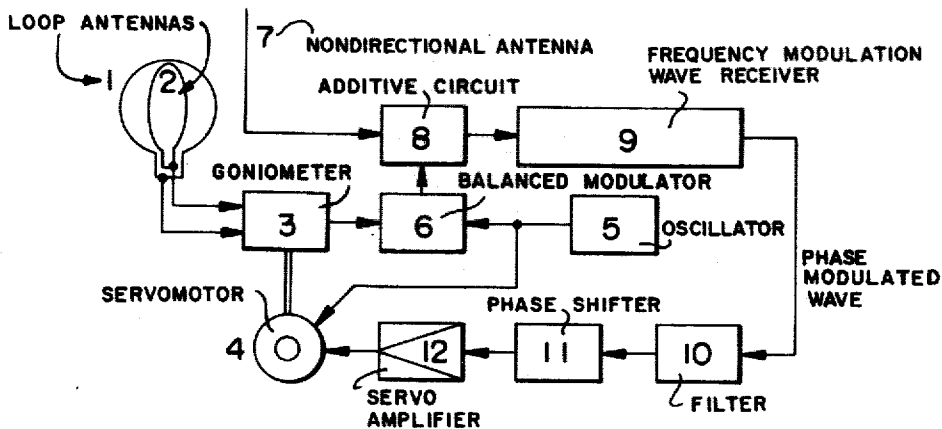 LOOP ANTENNAS
1
2
7
NONDIRECTIONAL ANTENNA
FREQUENCY MODULATION
WAVE RECEIVER
ADDITIVE CIRCUIT
8
9
GONIOMETER
3
BALANCED MODULATOR
6
5
OSCILLATOR
PHASE
MODULATED
WAVE
SERVOMOTOR
4
PHASE SHIFTER
12
11
10
SERVO
AMPLIFIER
FILTER